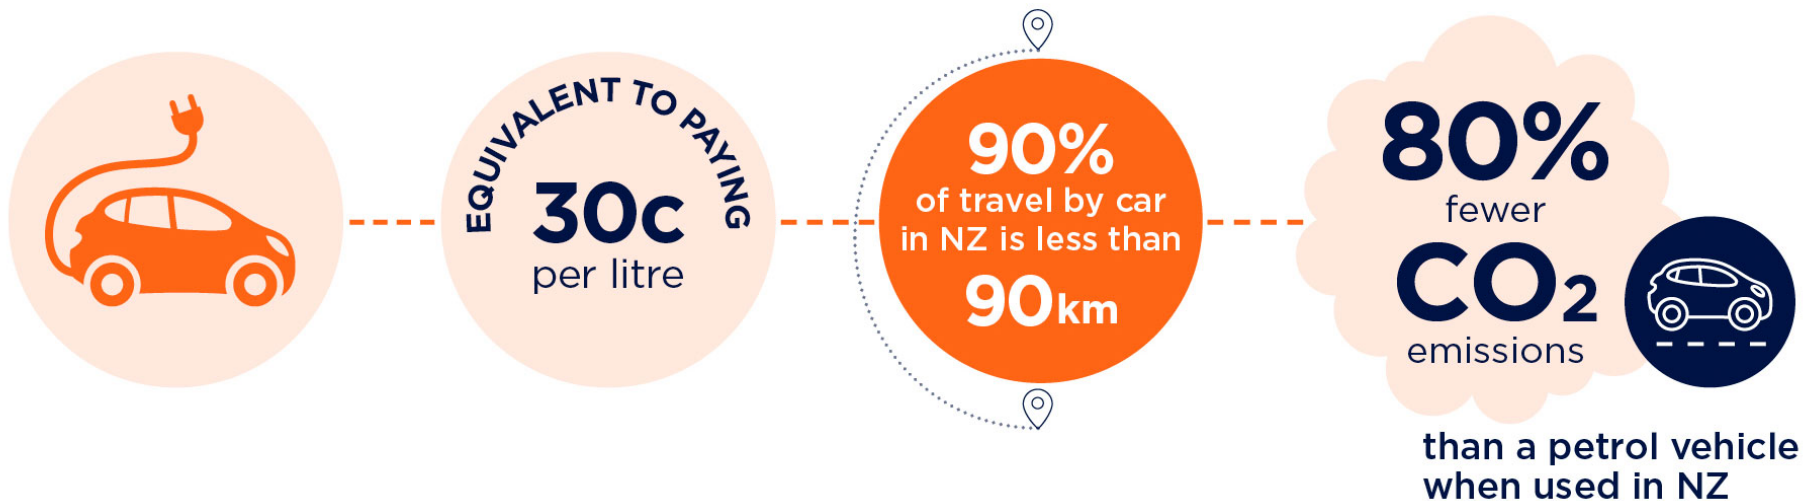 EQUIVALENT TO PAYING
30c
per litre
90%
of travel by car
in NZ is less than
90km
80%
fewer
CO2
emissions
than a petrol vehicle
when used in NZ